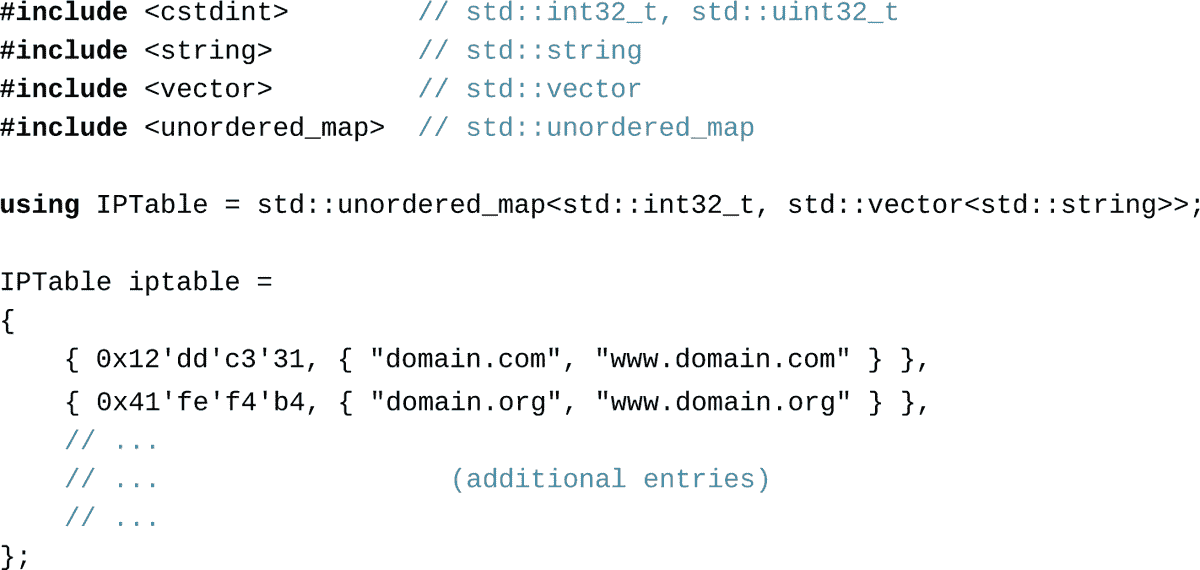 #include <cstdint>        // std::int32_t, std::uint32_t
#include <string>         // std::string
#include <vector>         // std::vector
#include <unordered_map>  // std::unordered_map
using IPTable = std::unordered_map<std::int32_t, std::vector<std::string>>;
IPTable iptable =
{
    { 0x12'dd'c3'31, { "domain.com", "www.domain.com" } },
    { 0x41'fe'f4'b4, { "domain.org", "www.domain.org" } },
    // ...
    // ...                  (additional entries)
    // ...
};